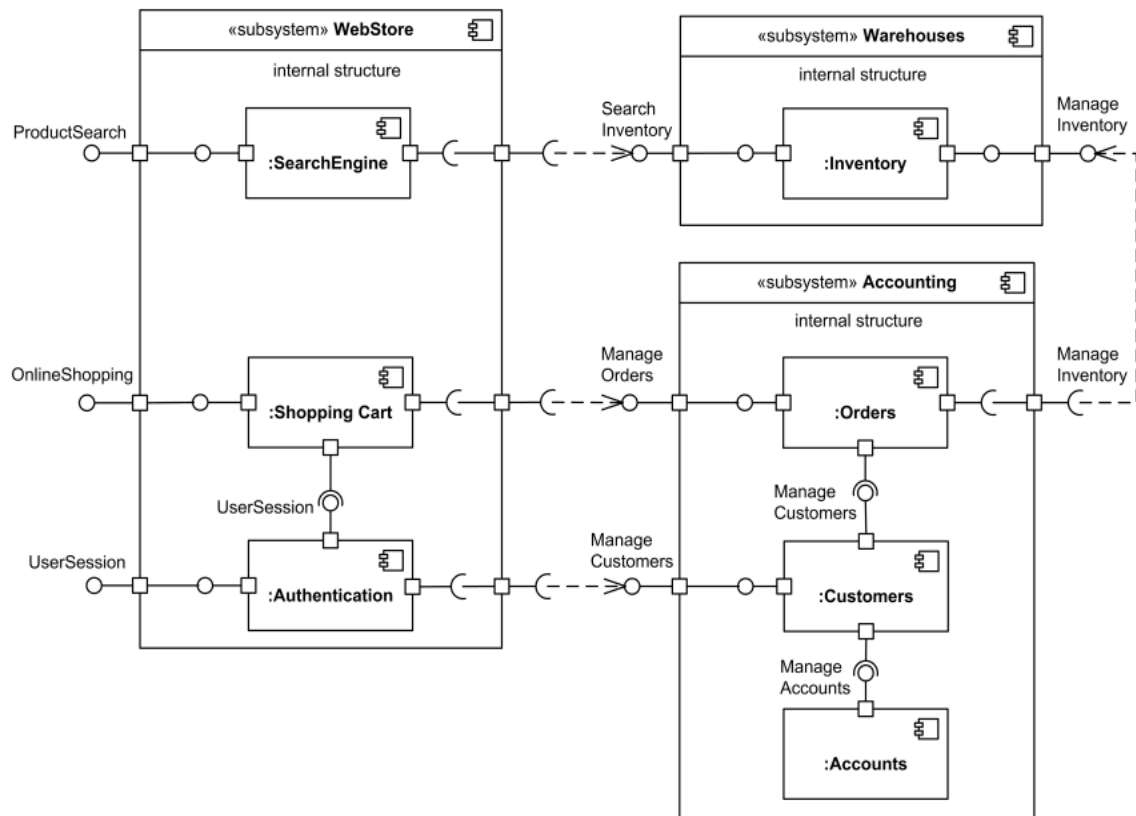 «subsystem» WebStore
internal structure
ProductSearch
:SearchEngine
Search
Inventory
«subsystem» Warehouses
internal structure
:Inventory
Manage
Inventory
«subsystem» Accounting
internal structure
OnlineShopping
:Shopping Cart
Manage
Orders
:Orders
Manage
Inventory
UserSession
Manage
Customers
UserSession
:Authentication
Manage
Customers
:Customers
Manage
Accounts
:Accounts